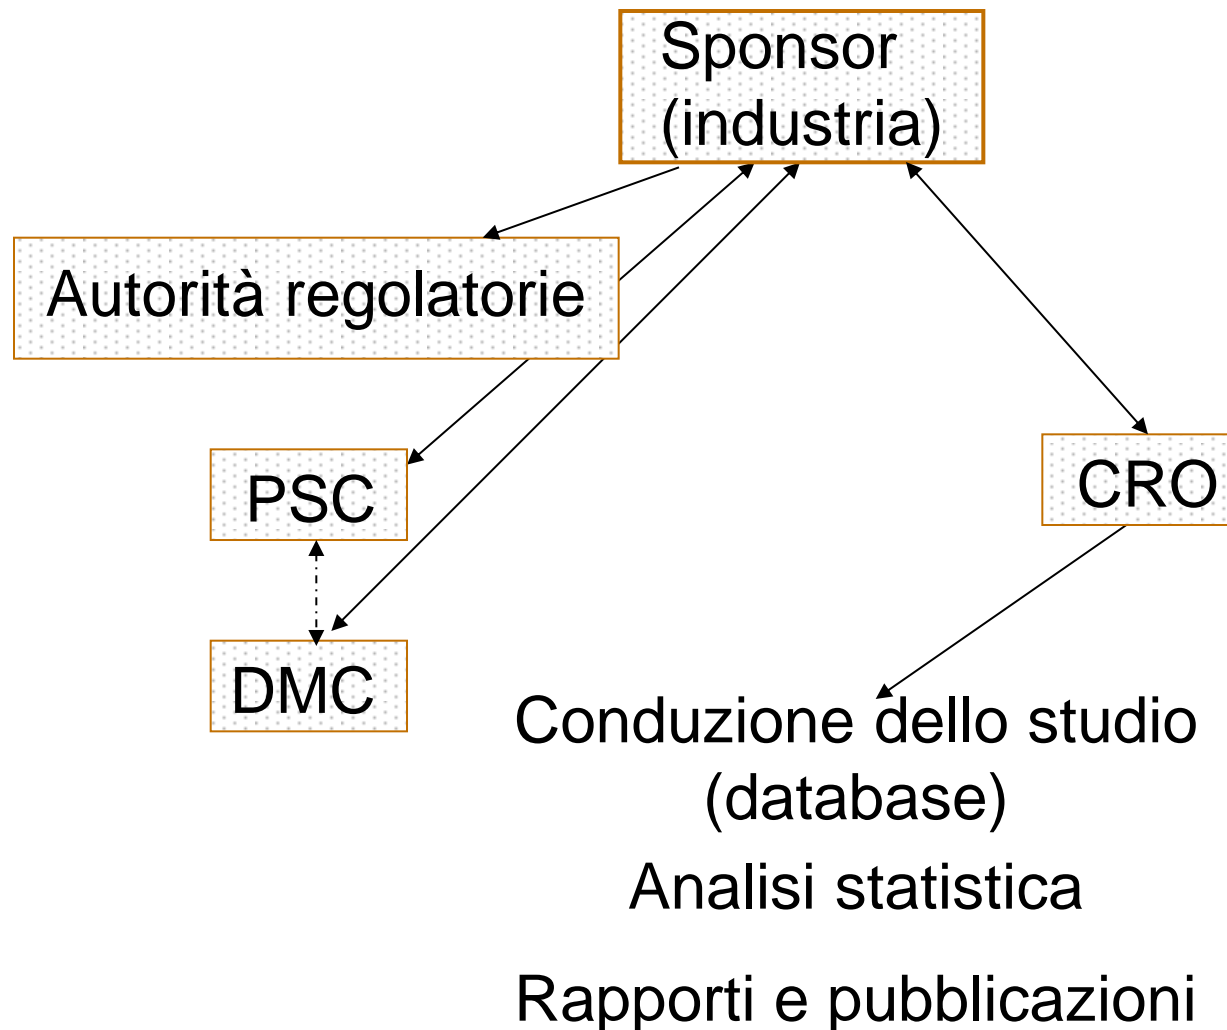 Sponsor
(industria)
Autorità regolatorie
PSC
CRO
DMC
Conduzione dello studio
(database)
Analisi statistica
Rapporti e pubblicazioni